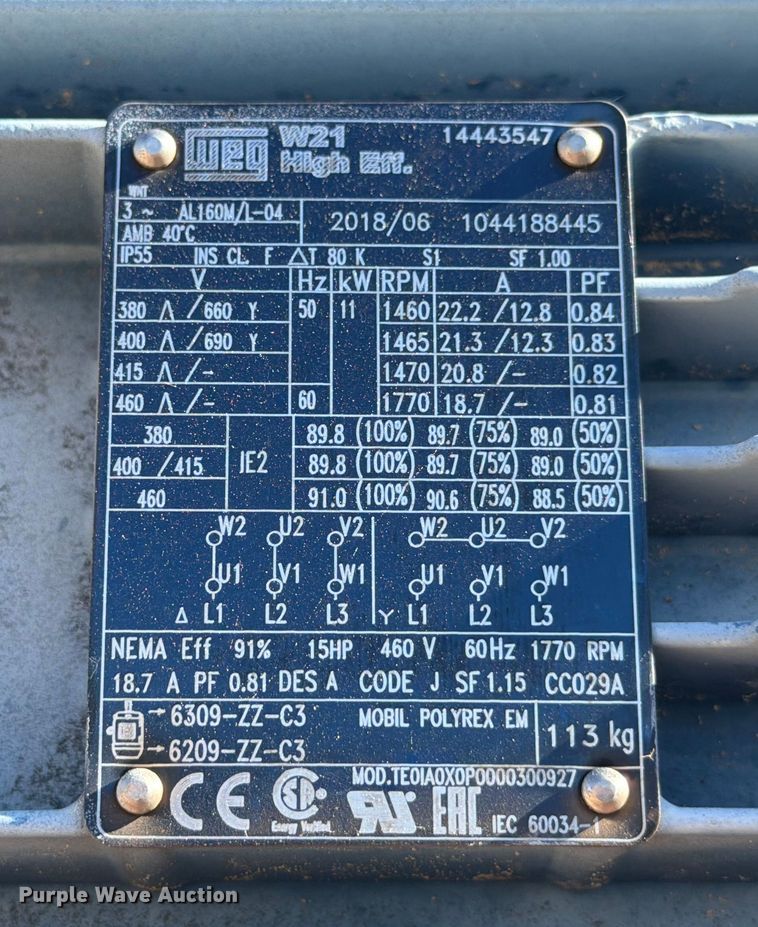 WEG W21 14443547
High Eff.
WNT
3 ~ AL160M/L-04 2018/06 1044188445
AMB 40°C
IP55 INS CL. F ΔT 80 K S1 SF 1.00
V Hz kW RPM A PF
380 Δ/660 Y 50 11 1460 22.2 /12.8 0.84
400 Δ/690 Y 1465 21.3 /12.3 0.83
415 Δ/- 1470 20.8 /- 0.82
460 Δ/- 60 1770 18.7 /- 0.81
380 IE2 89.8 (100%) 89.7 (75%) 89.0 (50%)
400 /415 89.8 (100%) 89.7 (75%) 89.0 (50%)
460 91.0 (100%) 90.6 (75%) 88.5 (50%)
W2 U2 V2 W2 U2 V2
U1 V1 W1 U1 V1 W1
Δ L1 L2 L3 Y L1 L2 L3
NEMA Eff 91% 15HP 460 V 60Hz 1770 RPM
18.7 A PF 0.81 DES A CODE J SF 1.15 CC029A
→6309-ZZ-C3 MOBIL POLYREX EM 113 kg
→6209-ZZ-C3
MOD.TE01A0X0P0000300927
CE SA Energy Verified RU EAC IEC 60034-1
Purple Wave Auction